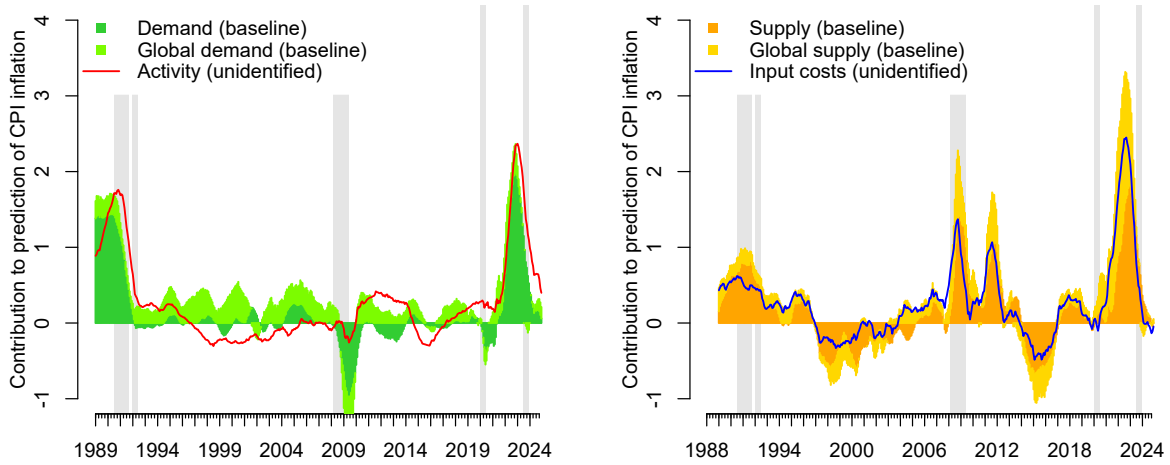 Contribution to prediction of CPI inflation
4
3
2
1
0
-1
Demand (baseline)
Global demand (baseline)
Activity (unidentified)
1989 1994 1999 2004 2009 2014 2019 2024
Contribution to prediction of CPI inflation
4
3
2
1
0
-1
Supply (baseline)
Global supply (baseline)
Input costs (unidentified)
1988 1994 2000 2006 2012 2018 2024